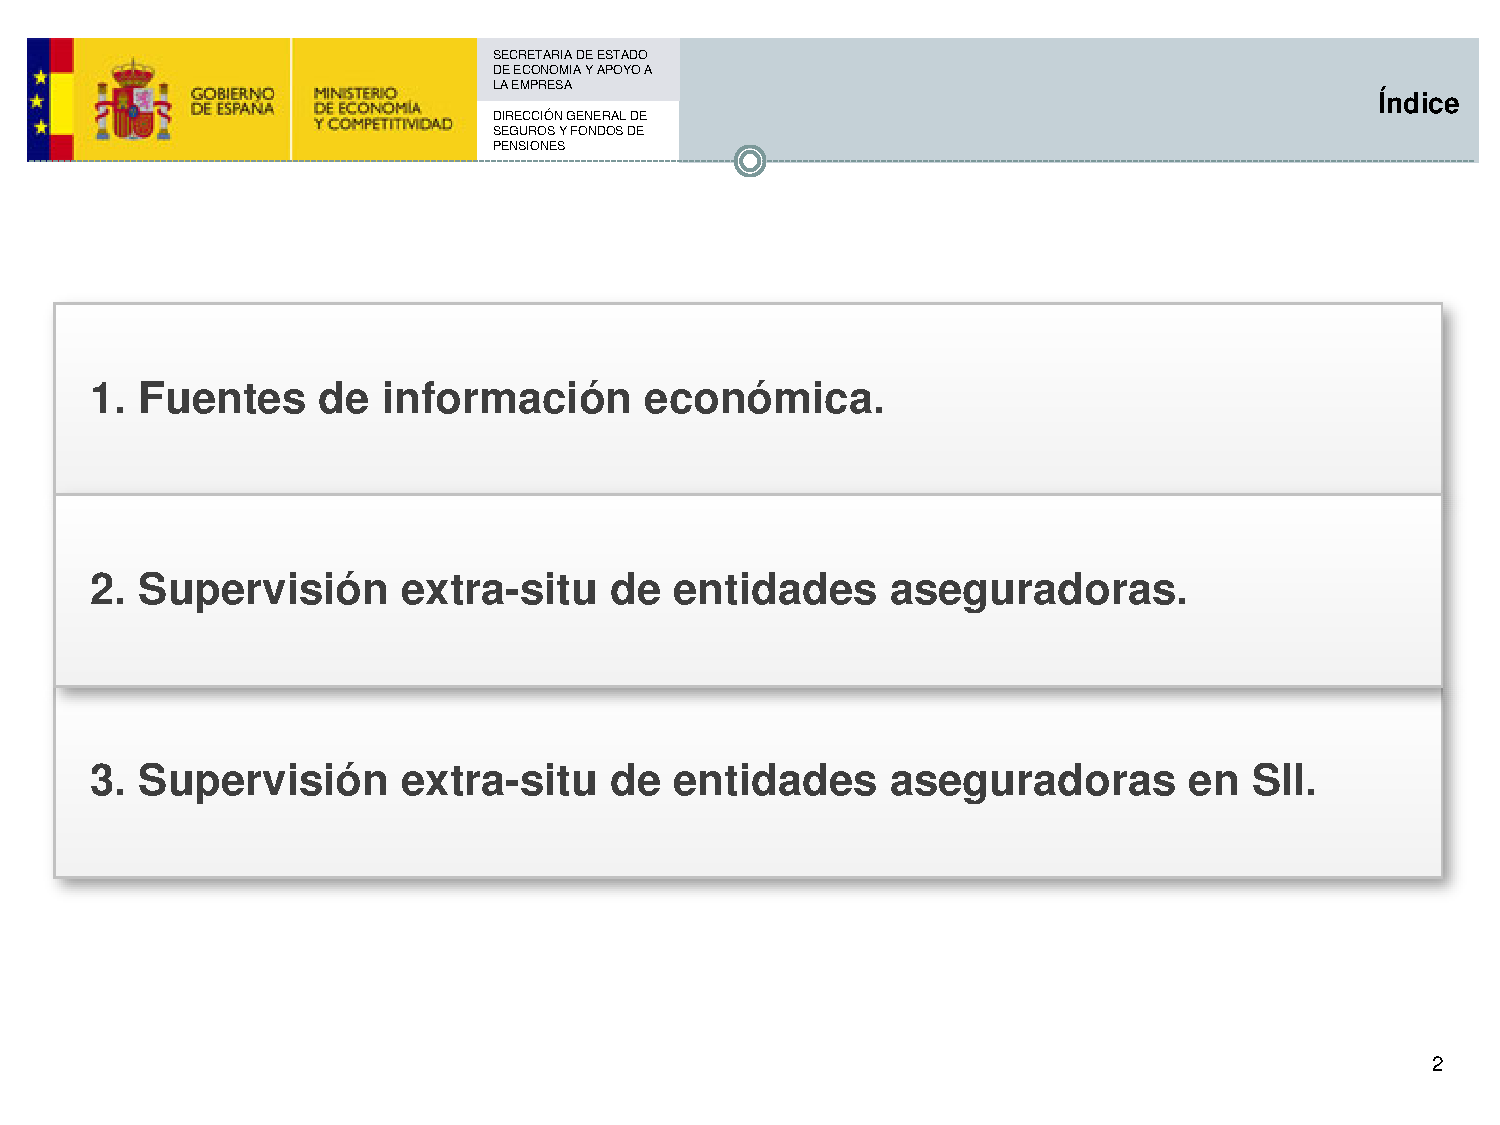 GOBIERNO
DE ESPAÑA
MINISTERIO
DE ECONOMÍA
Y COMPETITIVIDAD
SECRETARIA DE ESTADO
DE ECONOMIA Y APOYO A
LA EMPRESA
DIRECCIÓN GENERAL DE
SEGUROS Y FONDOS DE
PENSIONES
Índice
1. Fuentes de información económica.
2. Supervisión extra-situ de entidades aseguradoras.
3. Supervisión extra-situ de entidades aseguradoras en SII.
2